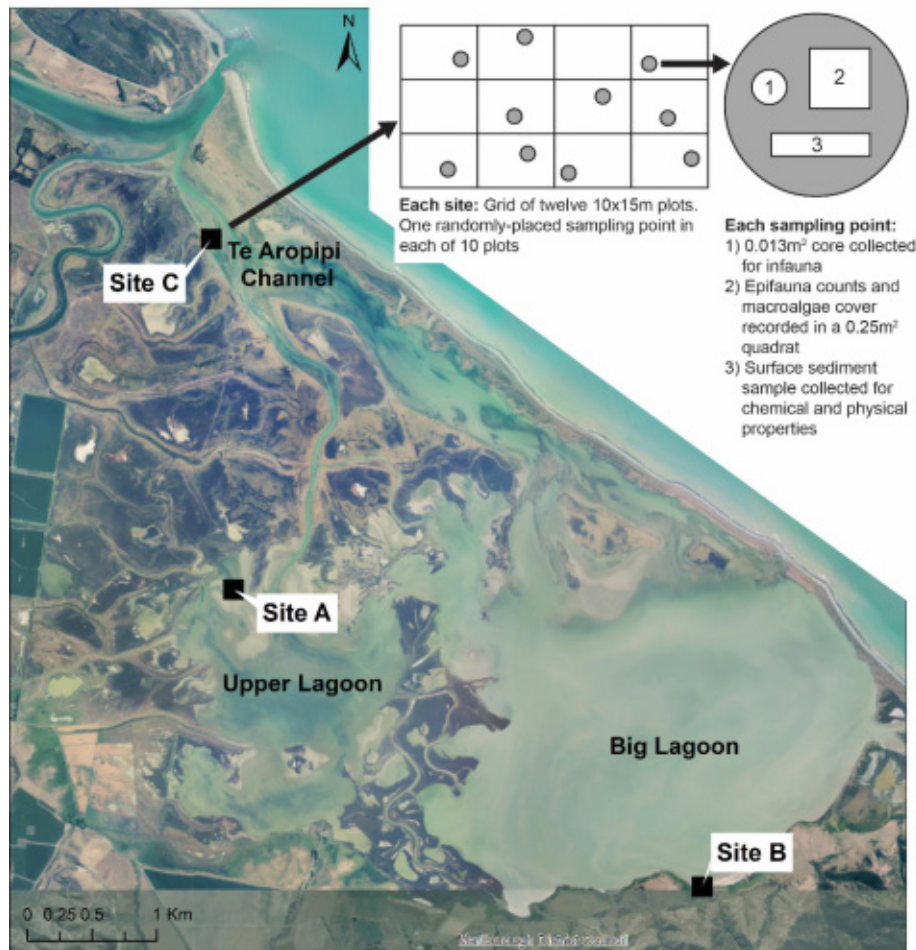 N
1
2
3
Each site: Grid of twelve 10x15m plots.
One randomly-placed sampling point in
each of 10 plots
Each sampling point:
1) 0.013m² core collected
for infauna
2) Epifauna counts and
macroalgae cover
recorded in a 0.25m²
quadrat
3) Surface sediment
sample collected for
chemical and physical
properties
Te Aropipi
Channel
Site C
Site A
Upper Lagoon
Big Lagoon
Site B
0 0.25 0.5 1 Km